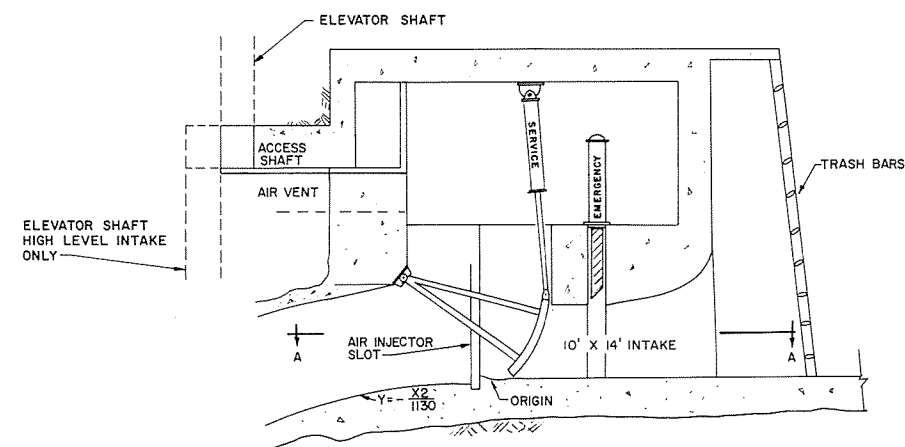 ELEVATOR SHAFT
ACCESS
SHAFT
AIR VENT
ELEVATOR SHAFT
HIGH LEVEL INTAKE
ONLY
SERVICE
EMERGENCY
TRASH BARS
A
AIR INJECTOR
SLOT
10' X 14' INTAKE
A
Y=-X2/1130
ORIGIN